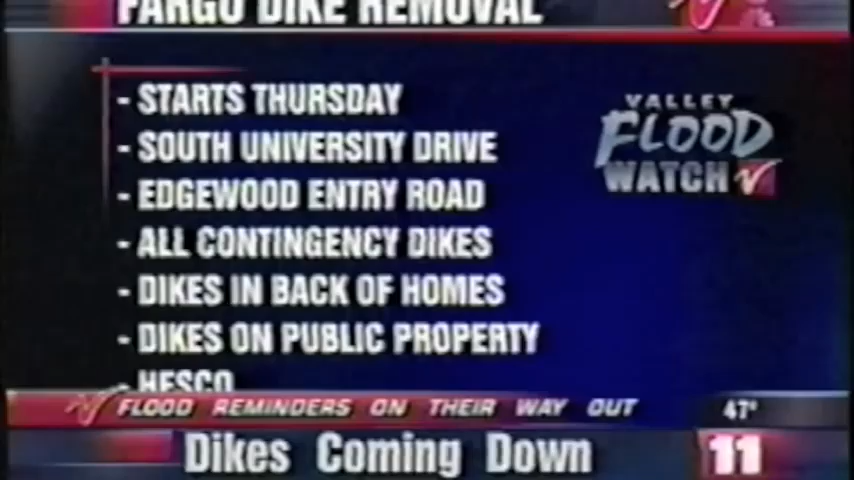 FARGO DIKE REMOVAL
- STARTS THURSDAY
- SOUTH UNIVERSITY DRIVE
- EDGEWOOD ENTRY ROAD
- ALL CONTINGENCY DIKES
- DIKES IN BACK OF HOMES
- DIKES ON PUBLIC PROPERTY
- HESCO
VALLEY
FLOOD
WATCH
FLOOD REMINDERS ON THEIR WAY OUT
47°
Dikes Coming Down
11